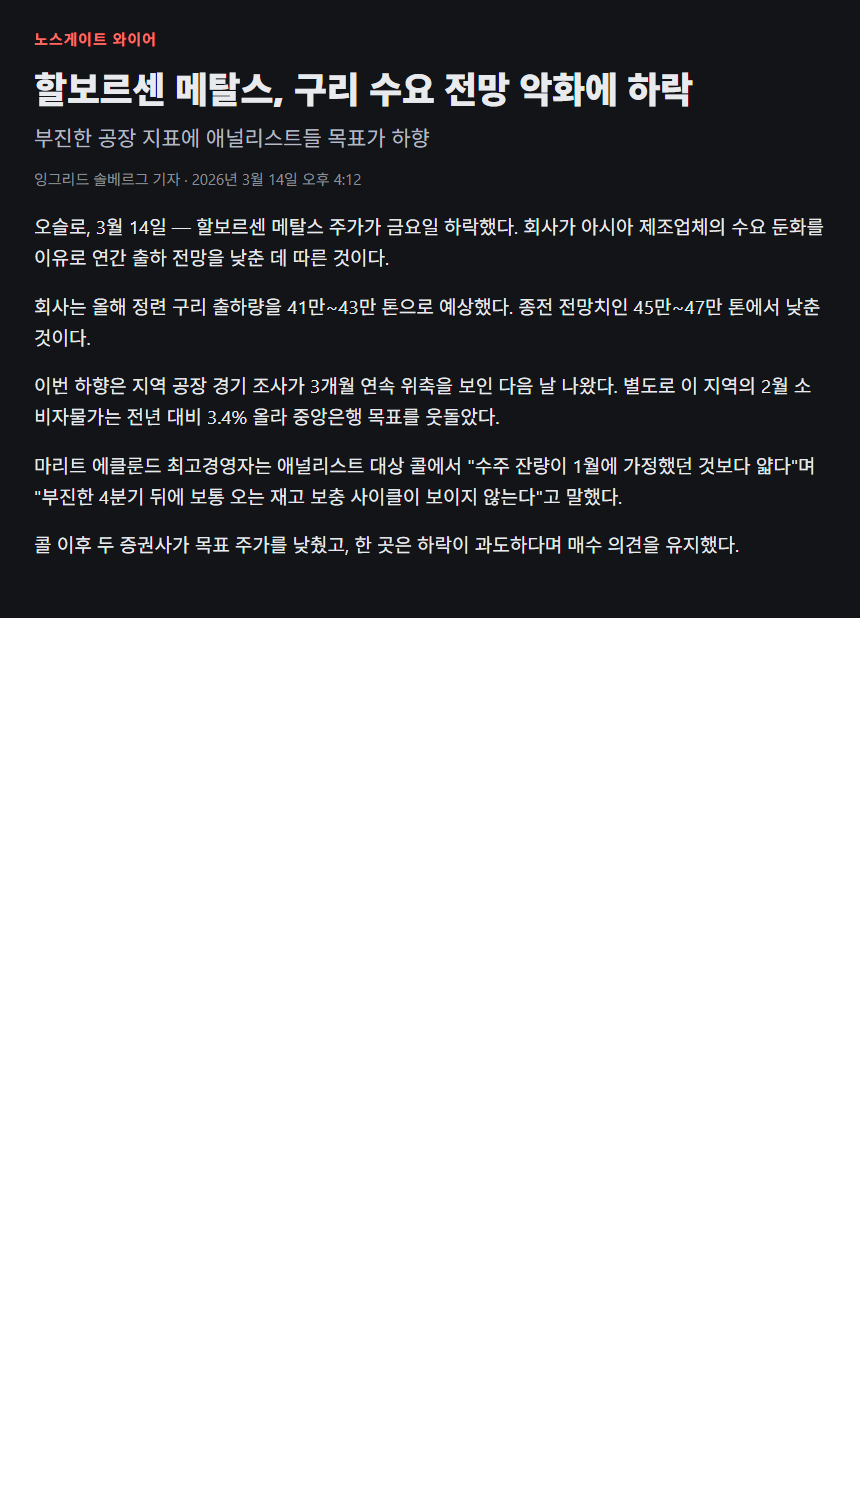 노스게이트 와이어
할보르센 메탈스, 구리 수요 전망 악화에 하락
부진한 공장 지표에 애널리스트들 목표가 하향
잉그리드 솔베르그 기자 · 2026년 3월 14일 오후 4:12
오슬로, 3월 14일 — 할보르센 메탈스 주가가 금요일 하락했다. 회사가 아시아 제조업체의 수요 둔화를
이유로 연간 출하 전망을 낮춘 데 따른 것이다.
회사는 올해 정련 구리 출하량을 41만~43만 톤으로 예상했다. 종전 전망치인 45만~47만 톤에서 낮춘
것이다.
이번 하향은 지역 공장 경기 조사가 3개월 연속 위축을 보인 다음 날 나왔다. 별도로 이 지역의 2월 소
비자물가는 전년 대비 3.4% 올라 중앙은행 목표를 웃돌았다.
마리트 에클룬드 최고경영자는 애널리스트 대상 콜에서 "수주 잔량이 1월에 가정했던 것보다 얇다"며
"부진한 4분기 뒤에 보통 오는 재고 보충 사이클이 보이지 않는다"고 말했다.
콜 이후 두 증권사가 목표 주가를 낮췄고, 한 곳은 하락이 과도하다며 매수 의견을 유지했다.